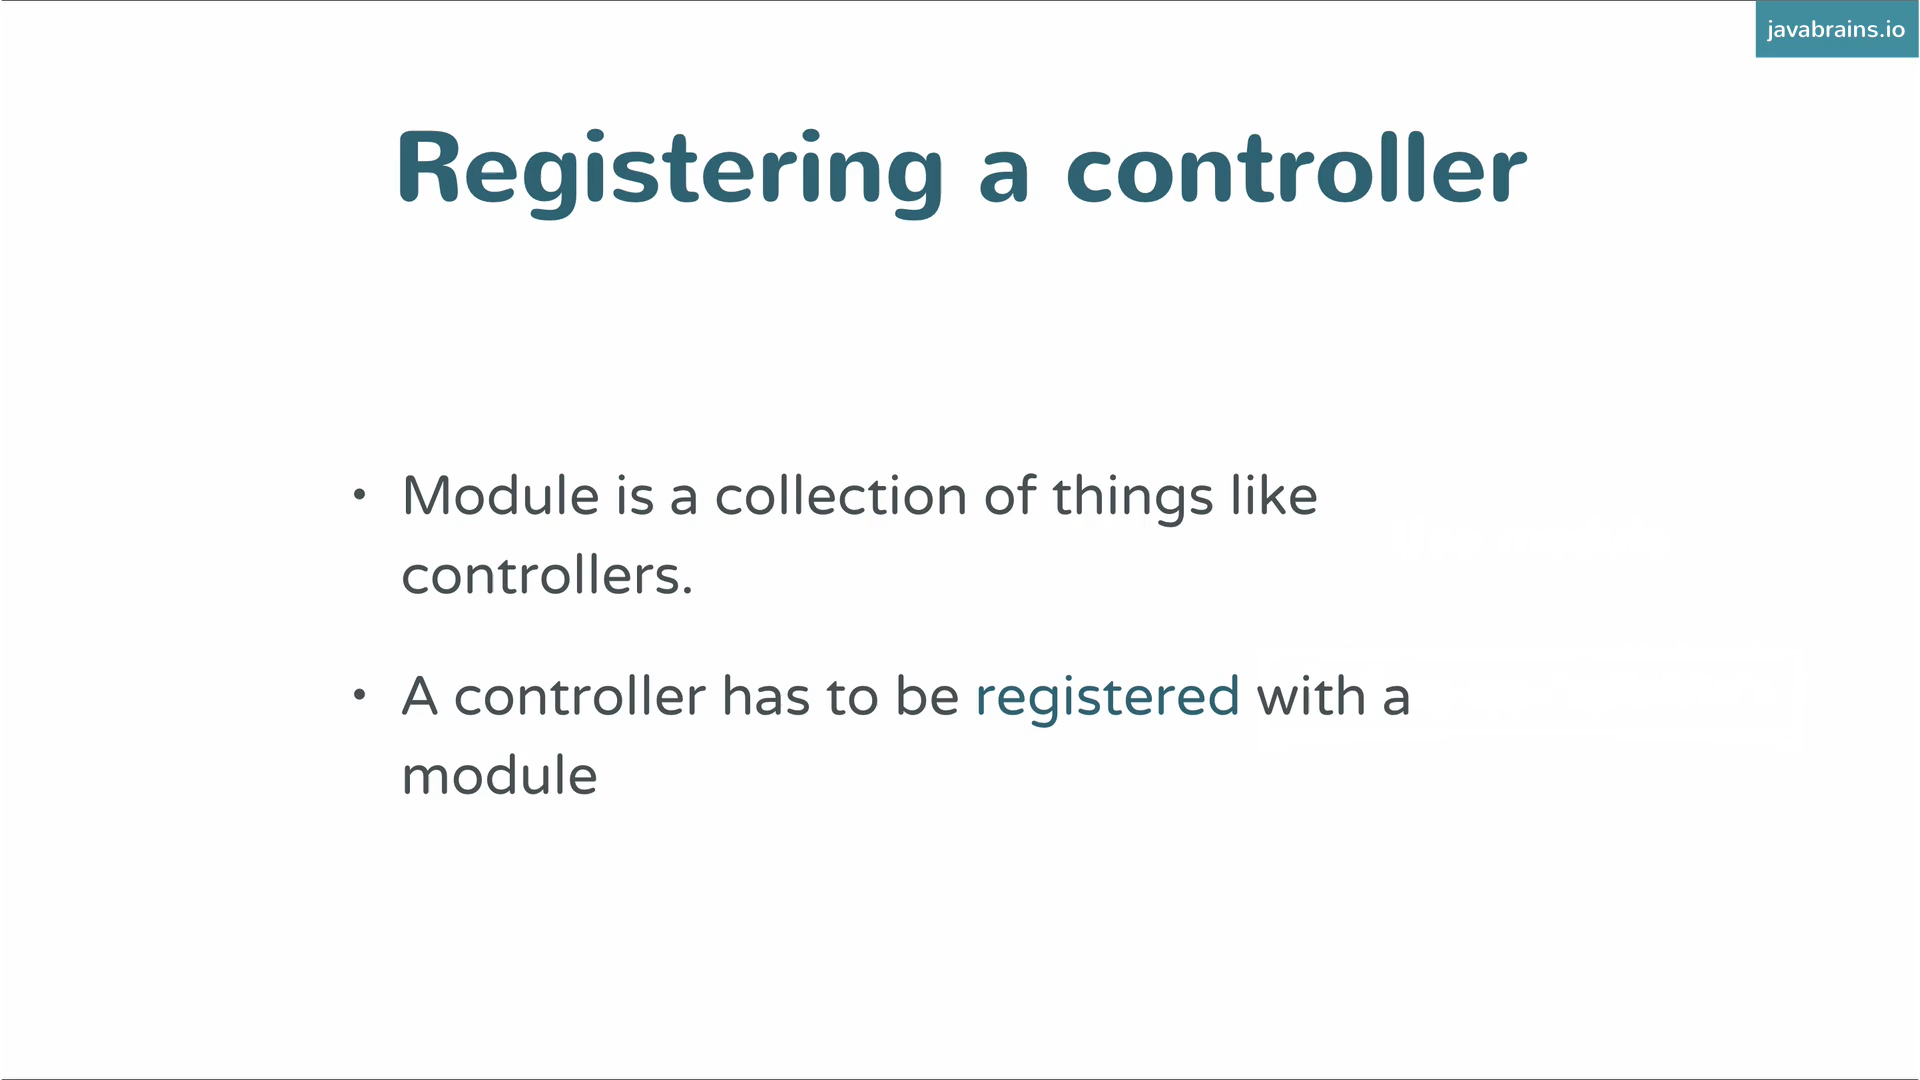 javabrains.io
Registering a controller
• Module is a collection of things like
controllers.
• A controller has to be registered with a
module